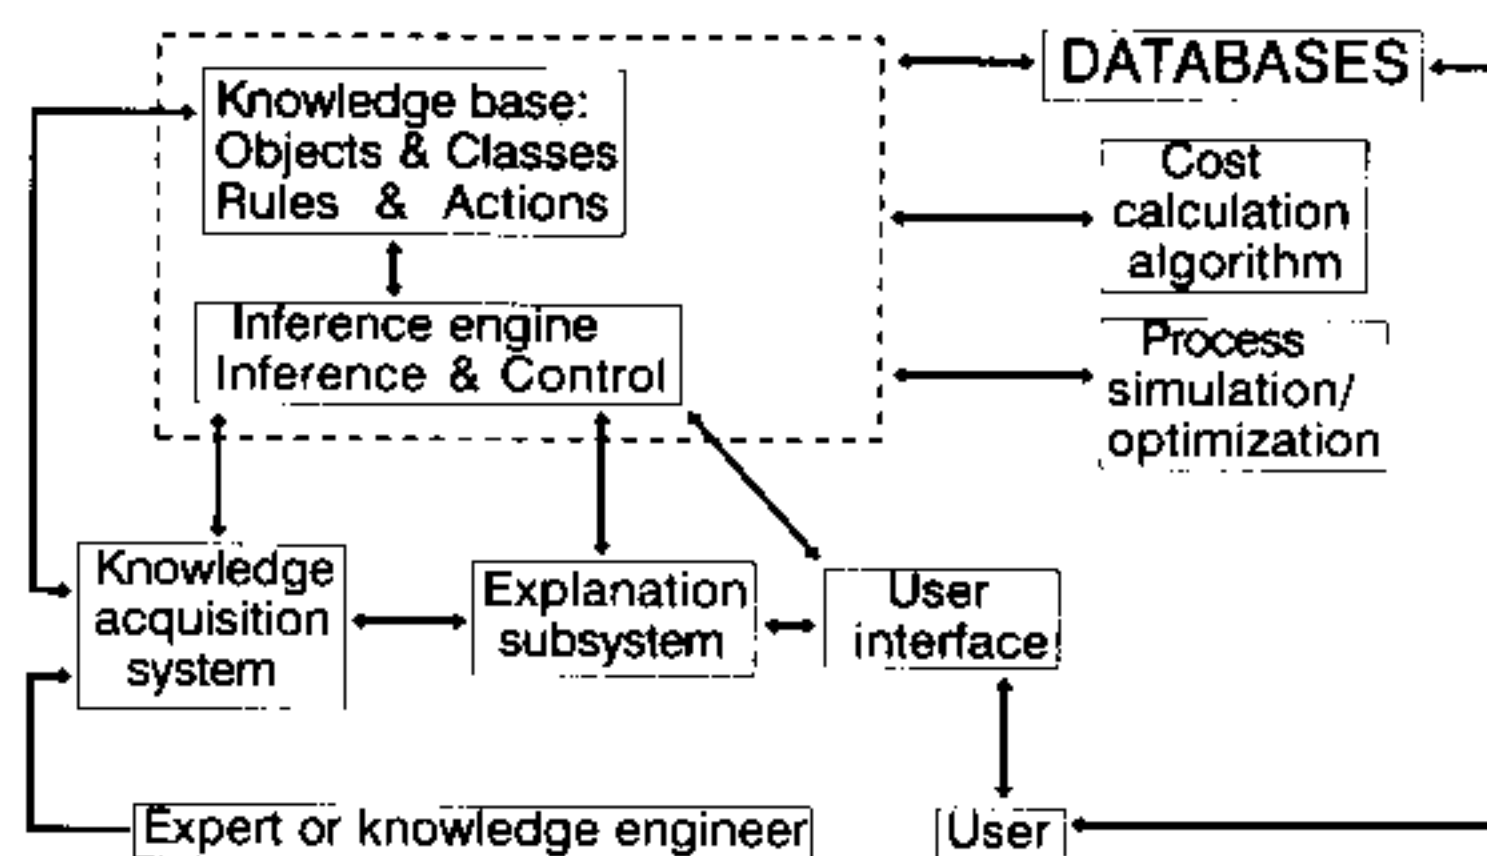 Knowledge base:
Objects & Classes
Rules & Actions
Inference engine
Inference & Control
DATABASES
Cost
calculation
algorithm
Process
simulation/
optimization
Knowledge
acquisition
system
Explanation
subsystem
User
interface
Expert or knowledge engineer
User